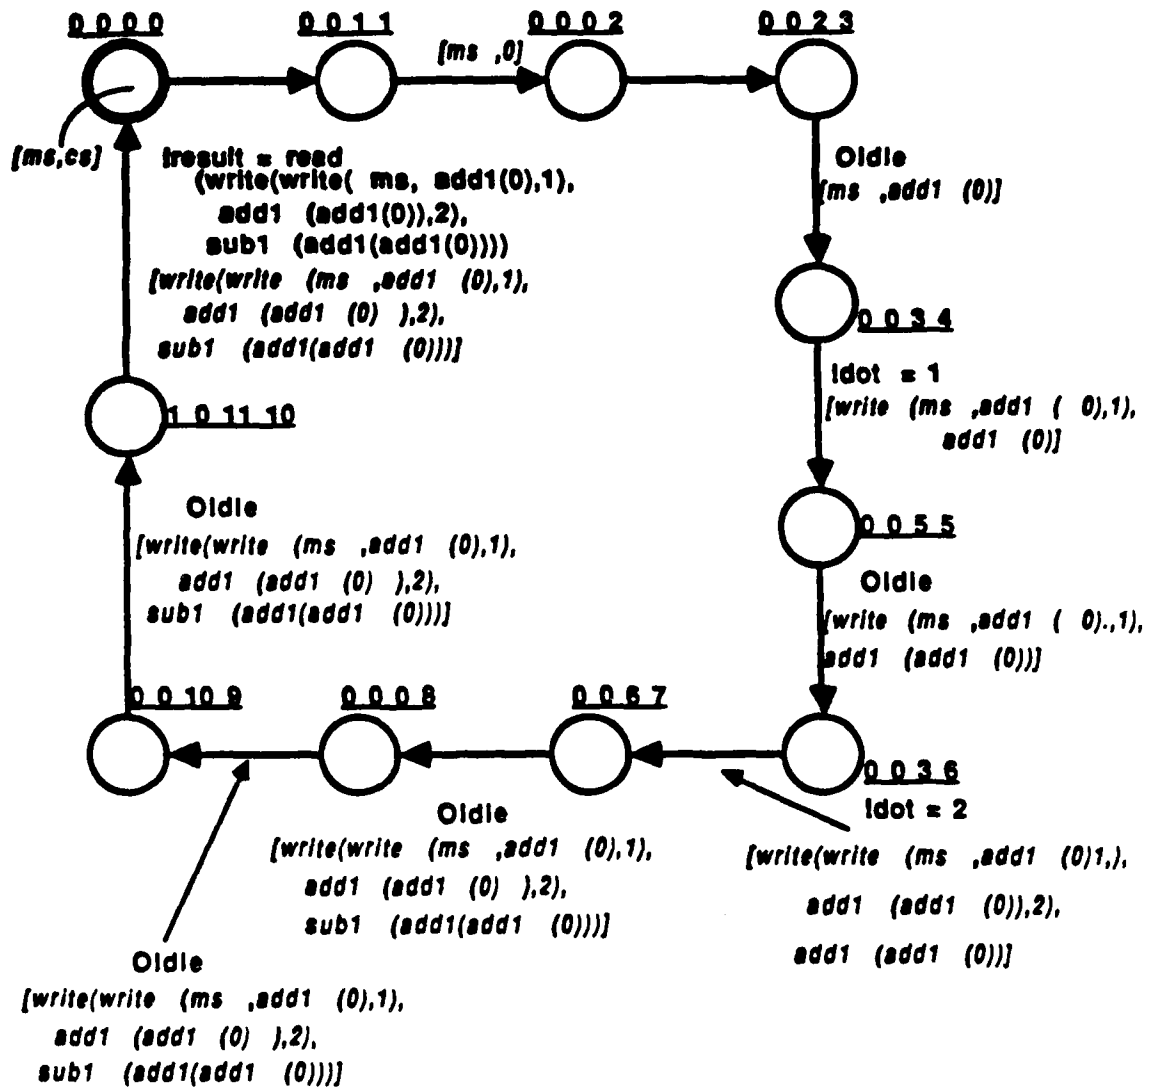 0 0 0 0
0 0 1 1
0 0 0 2
0 0 2 3
[ms ,0]
[ms,cs]
!result = read
(write(write( ms, add1(0),1),
add1 (add1(0)),2),
sub1 (add1(add1(0))))
[write(write (ms ,add1 (0),1),
add1 (add1 (0) ),2),
sub1 (add1(add1 (0)))]
OIdle
[ms ,add1 (0)]
0 0 3 4
!dot = 1
[write (ms ,add1 ( 0),1),
add1 (0)]
1 0 11 10
OIdle
[write(write (ms ,add1 (0),1),
add1 (add1 (0) ),2),
sub1 (add1(add1 (0)))]
0 0 5 5
OIdle
[write (ms ,add1 ( 0).,1),
add1 (add1 (0))]
0 0 10 9
0 0 0 8
0 0 6 7
0 0 3 6
!dot = 2
[write(write (ms ,add1 (0)1,),
add1 (add1 (0)),2),
add1 (add1 (0))]
OIdle
[write(write (ms ,add1 (0),1),
add1 (add1 (0) ),2),
sub1 (add1(add1 (0)))]
OIdle
[write(write (ms ,add1 (0),1),
add1 (add1 (0) ),2),
sub1 (add1(add1 (0)))]